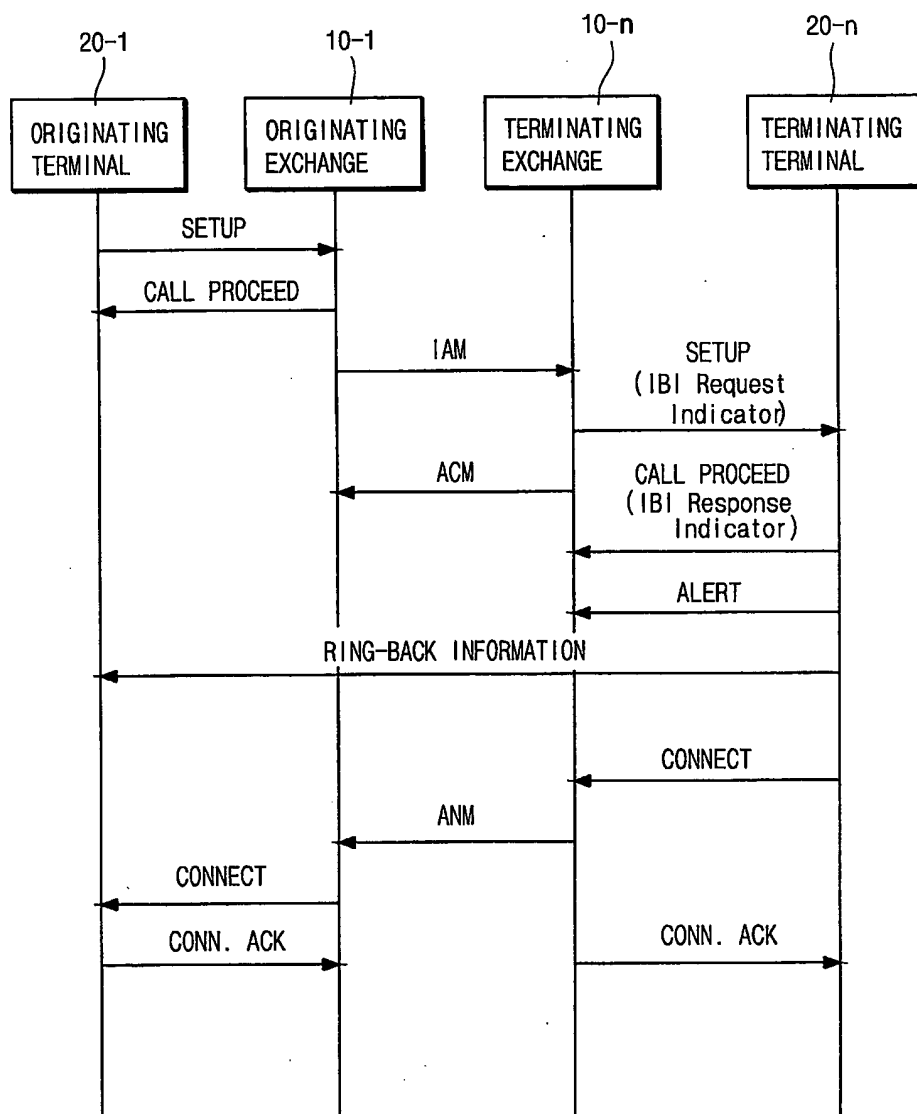 20-1
10-1
10-n
20-n
ORIGINATING
TERMINAL
ORIGINATING
EXCHANGE
TERMINATING
EXCHANGE
TERMINATING
TERMINAL
SETUP
CALL PROCEED
IAM
SETUP
(IBI Request
Indicator)
ACM
CALL PROCEED
(IBI Response
Indicator)
ALERT
RING-BACK INFORMATION
CONNECT
ANM
CONNECT
CONN. ACK
CONN. ACK